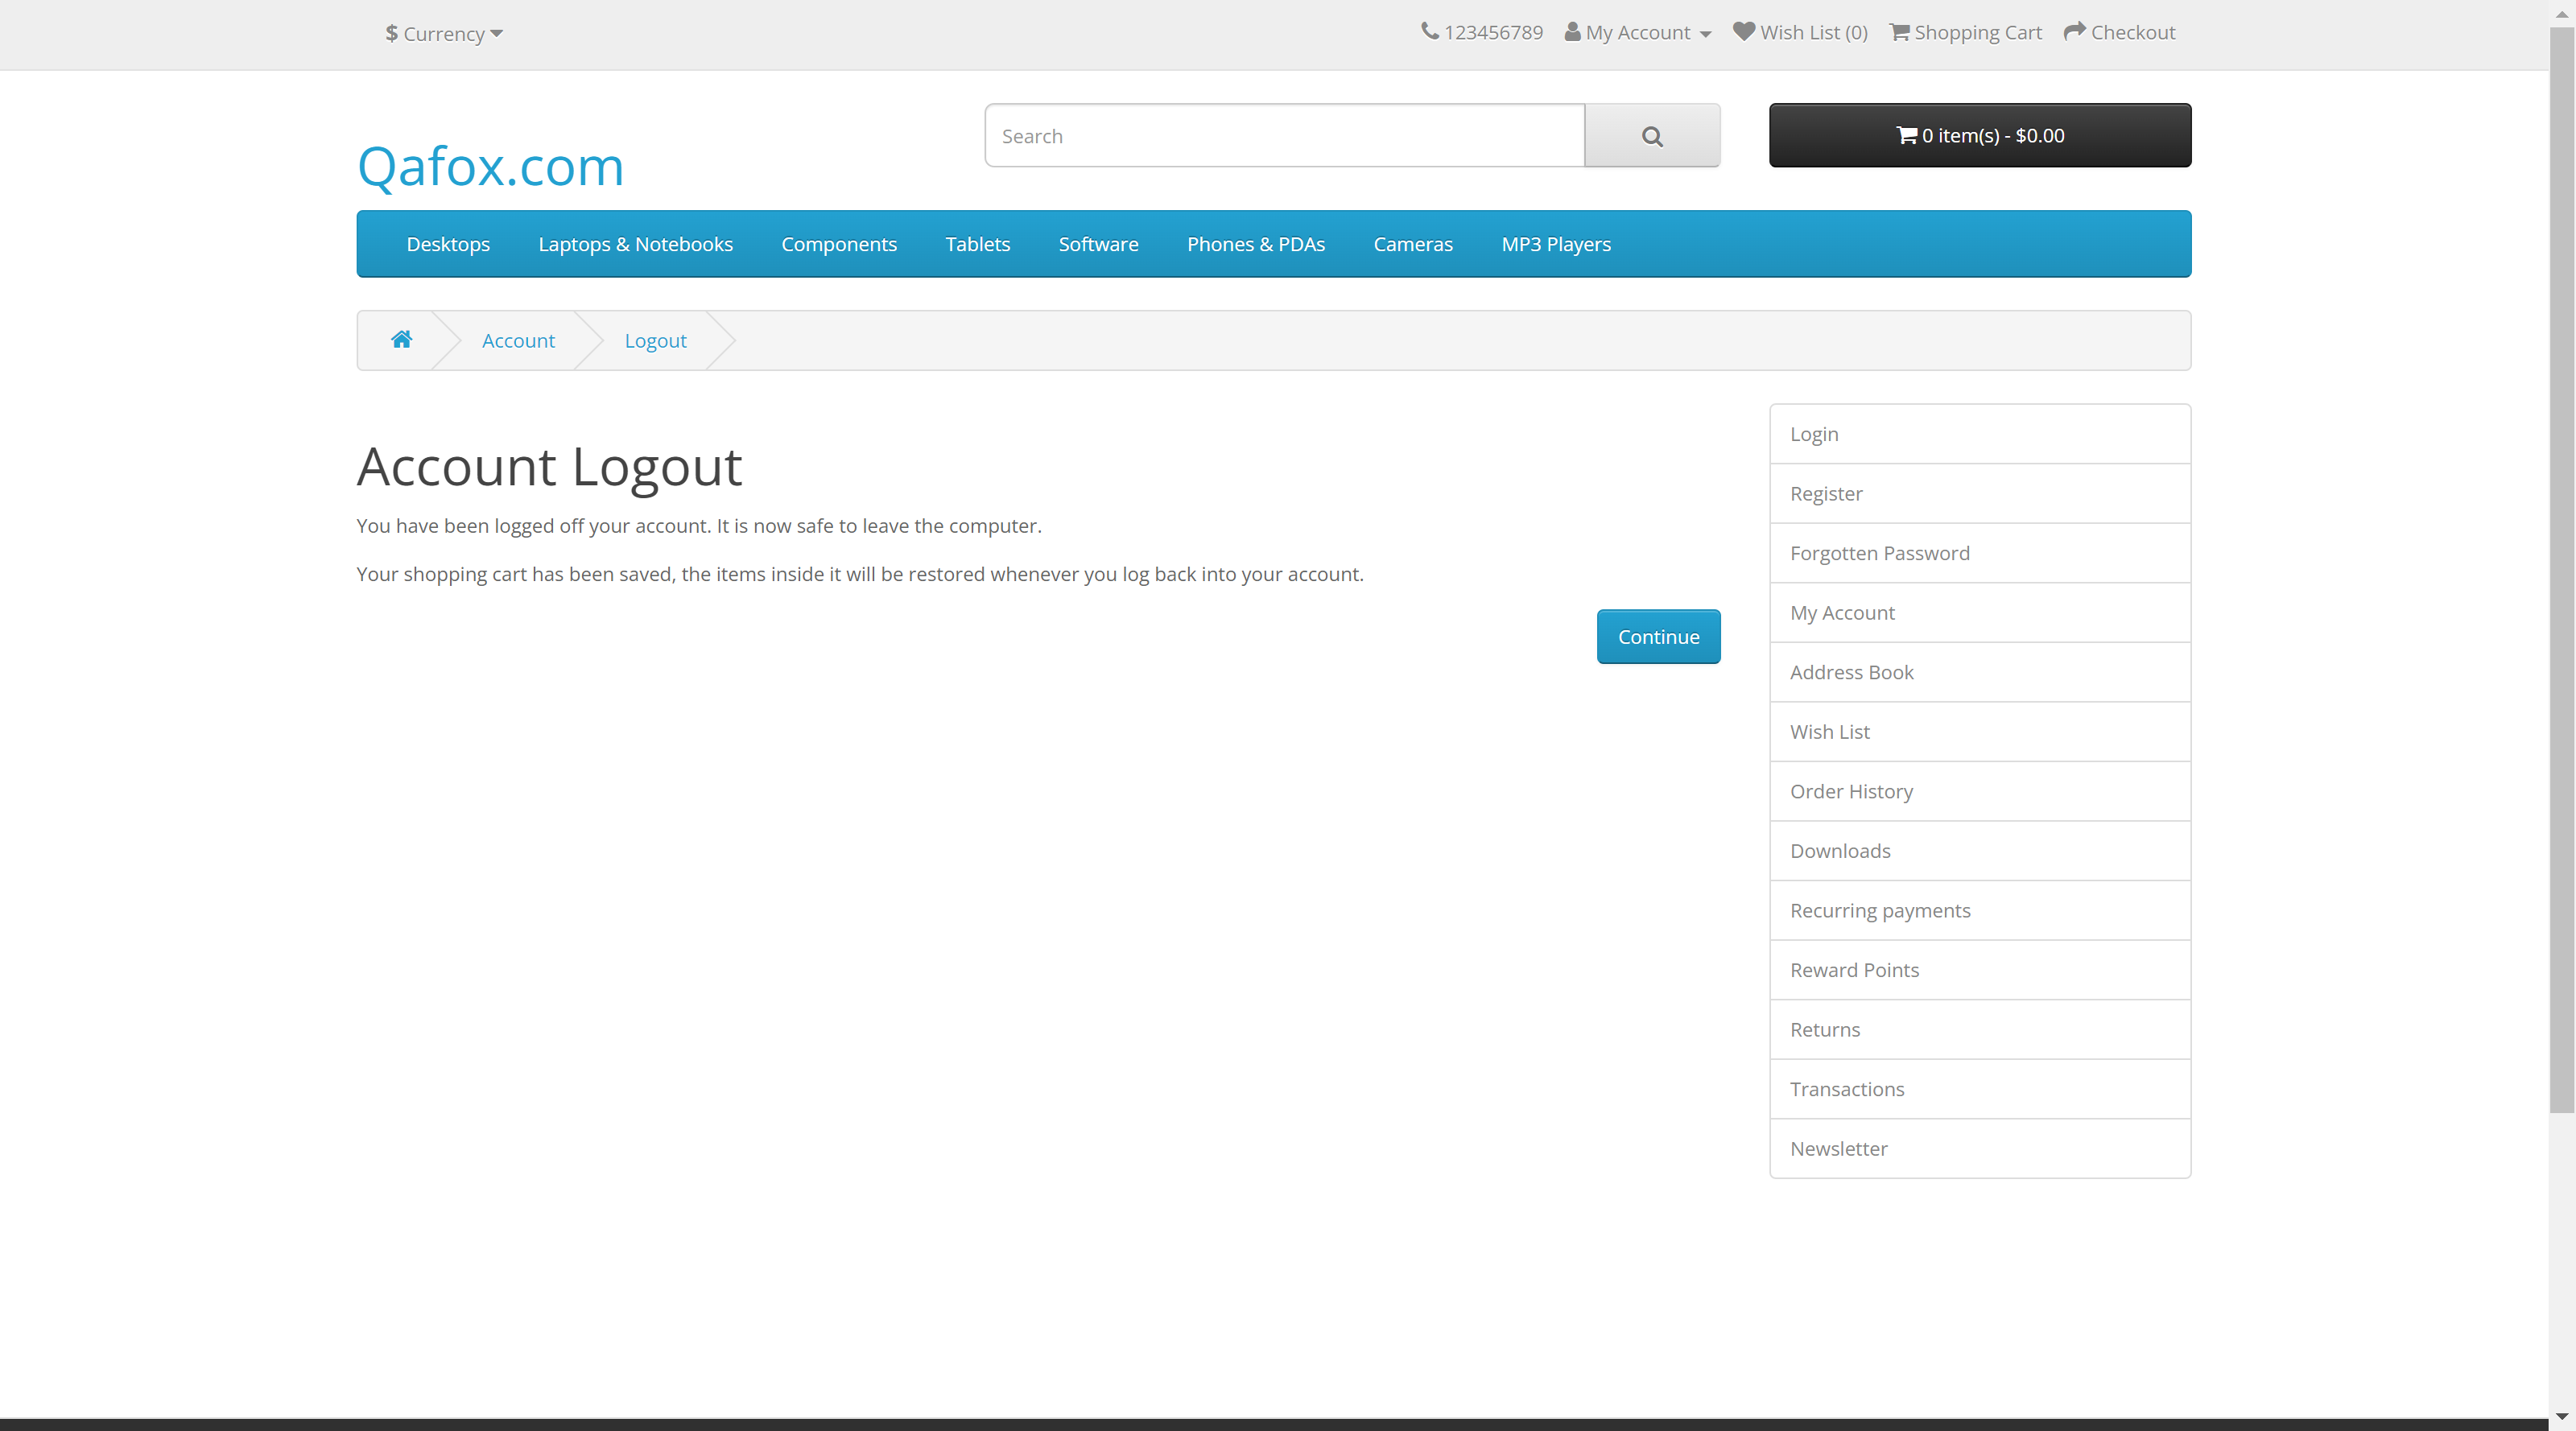 $ Currency
123456789 My Account Wish List (0) Shopping Cart Checkout
Qafox.com
Search
0 item(s) - $0.00
Desktops Laptops & Notebooks Components Tablets Software Phones & PDAs Cameras MP3 Players
Account Logout
Account Logout
You have been logged off your account. It is now safe to leave the computer.
Your shopping cart has been saved, the items inside it will be restored whenever you log back into your account.
Continue
Login
Register
Forgotten Password
My Account
Address Book
Wish List
Order History
Downloads
Recurring payments
Reward Points
Returns
Transactions
Newsletter